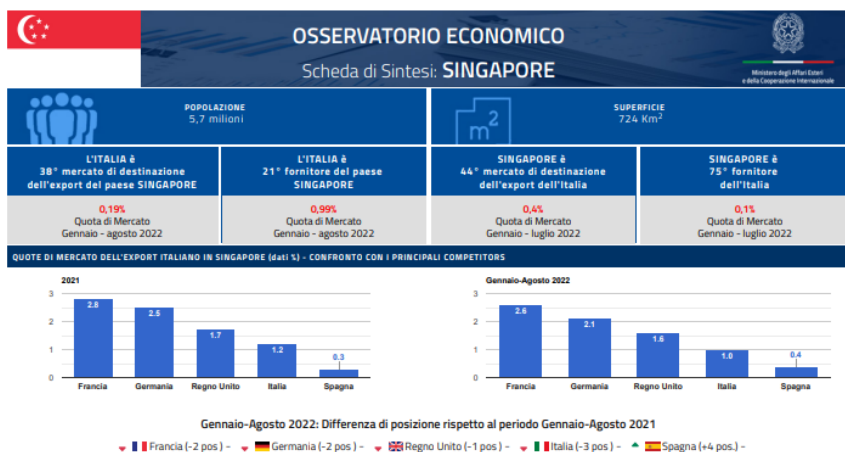 OSSERVATORIO ECONOMICO
Scheda di Sintesi: SINGAPORE
Ministero degli Affari Esteri
e della Cooperazione Internazionale
POPOLAZIONE
5,7 milioni
m2
SUPERFICIE
724 Km2
L'ITALIA è
38° mercato di destinazione
dell'export del paese SINGAPORE
0,19%
Quota di Mercato
Gennaio - agosto 2022
L'ITALIA è
21° fornitore del paese
SINGAPORE
0,99%
Quota di Mercato
Gennaio - agosto 2022
SINGAPORE è
44° mercato di destinazione
dell'export dell'Italia
0,4%
Quota di Mercato
Gennaio - luglio 2022
SINGAPORE è
75° fornitore
dell'Italia
0,1%
Quota di Mercato
Gennaio - luglio 2022
QUOTE DI MERCATO DELL'EXPORT ITALIANO IN SINGAPORE (dati %) - CONFRONTO CON I PRINCIPALI COMPETITORS
2021
3
2
1
0
2.8
2.5
1.7
1.2
0.3
Francia Germania Regno Unito Italia Spagna
Gennaio-Agosto 2022
3
2
1
0
2.6
2.1
1.6
1.0
0.4
Francia Germania Regno Unito Italia Spagna
Gennaio-Agosto 2022: Differenza di posizione rispetto al periodo Gennaio-Agosto 2021
Francia (-2 pos ) - Germania (-2 pos ) - Regno Unito (-1 pos ) - Italia (-3 pos ) - Spagna (+4 pos.) -